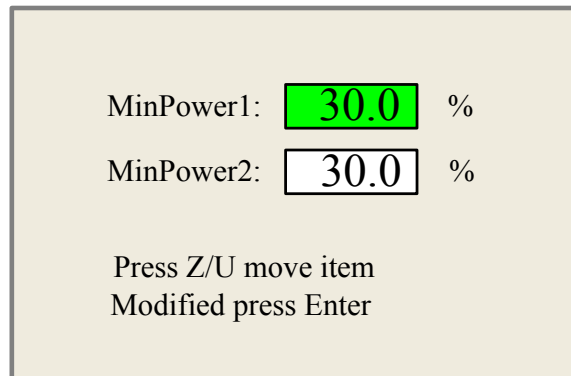 MinPower1: 30.0 %
MinPower2: 30.0 %
Press Z/U move item
Modified press Enter